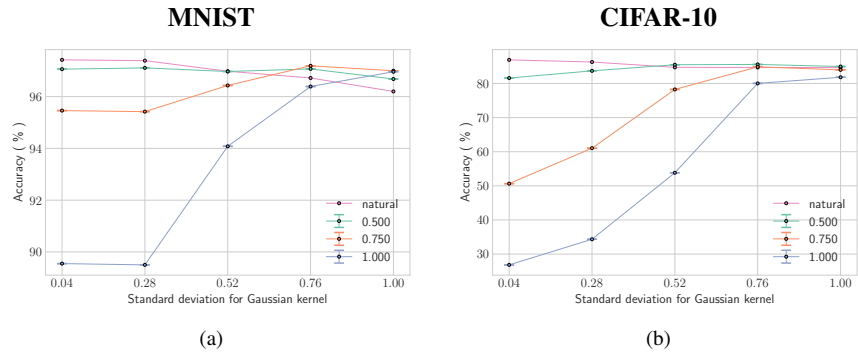 MNIST
CIFAR-10
Accuracy ( % )
96
94
92
90
natural
0.500
0.750
1.000
0.04 0.28 0.52 0.76 1.00
Standard deviation for Gaussian kernel
(a)
Accuracy ( % )
80
70
60
50
40
30
natural
0.500
0.750
1.000
0.04 0.28 0.52 0.76 1.00
Standard deviation for Gaussian kernel
(b)